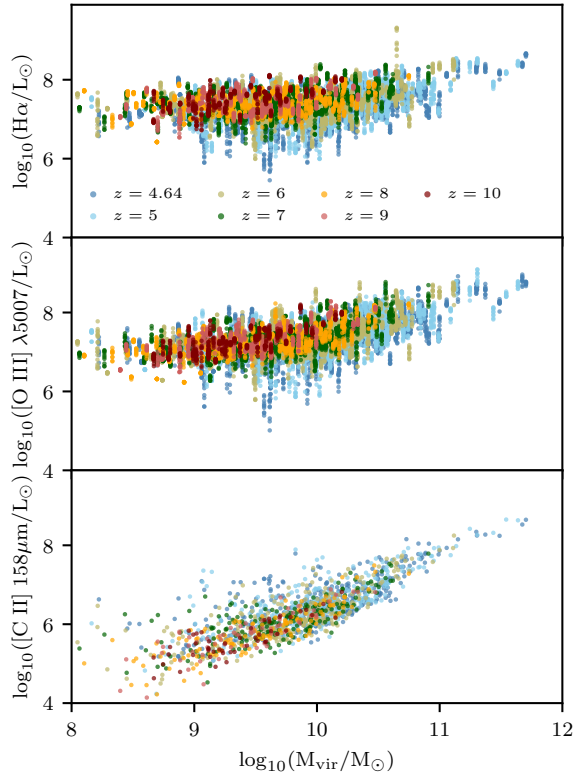 log₁₀(Hα/L⊙)
8
6
4
z = 4.64 z = 6 z = 8 z = 10
z = 5 z = 7 z = 9
log₁₀([O III] λ5007/L⊙)
8
6
4
log₁₀([C II] 158μm/L⊙)
8
6
4
8 9 10 11 12
log₁₀(Mvir/M⊙)